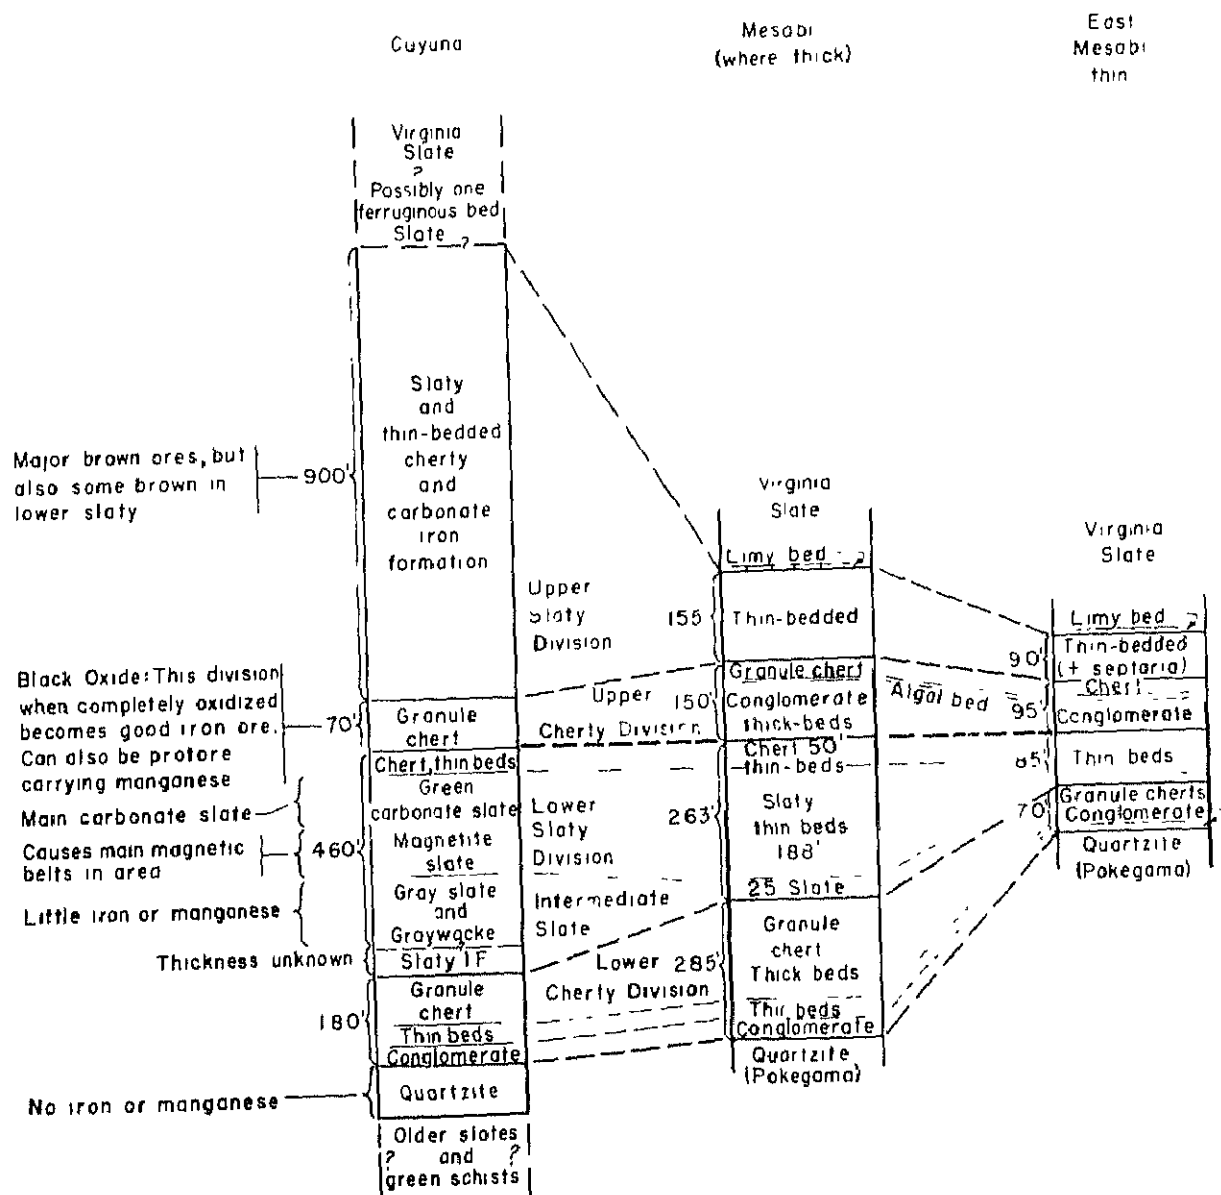 Cuyuna
Mesabi
(where thick)
East
Mesabi
thin
Virginia
Slate
?
Possibly one
ferruginous bed
Slate ?
Slaty
and
thin-bedded
cherty
and
carbonate
iron
formation
Major brown ores, but
also some brown in
lower slaty
900'
Black Oxide: This division
when completely oxidized
becomes good iron ore.
Can also be protore
carrying manganese
70'
Granule
chert
Chert, thin beds
Green
carbonate slate
Main carbonate slate
Causes main magnetic
belts in area
460'
Magnetite
slate
Gray slate
and
Graywacke
?
Little iron or manganese
Thickness unknown
Slaty IF
180'
Granule
chert
Thin beds
Conglomerate
No iron or manganese
Quartzite
Older slates
? and ?
green schists
Upper
Slaty
Division
Upper
Cherty Division
Lower
Slaty
Division
Intermediate
Slate
Lower
Cherty Division
Virginia
Slate
Limy bed ?
155'
Thin-bedded
150'
Granule chert
Conglomerate
thick-beds
Chert 50'
thin-beds
263'
Slaty
thin beds
188'
25 Slate
285'
Granule
chert
Thick beds
Thin beds
Conglomerate
Quartzite
(Pokegama)
Algal bed
Virginia
Slate
Limy bed ?
90'
Thin-bedded
(+ septaria)
Chert
95'
Conglomerate
85'
Thin beds
70'
Granule cherts
Conglomerate
Quartzite
(Pokegama)